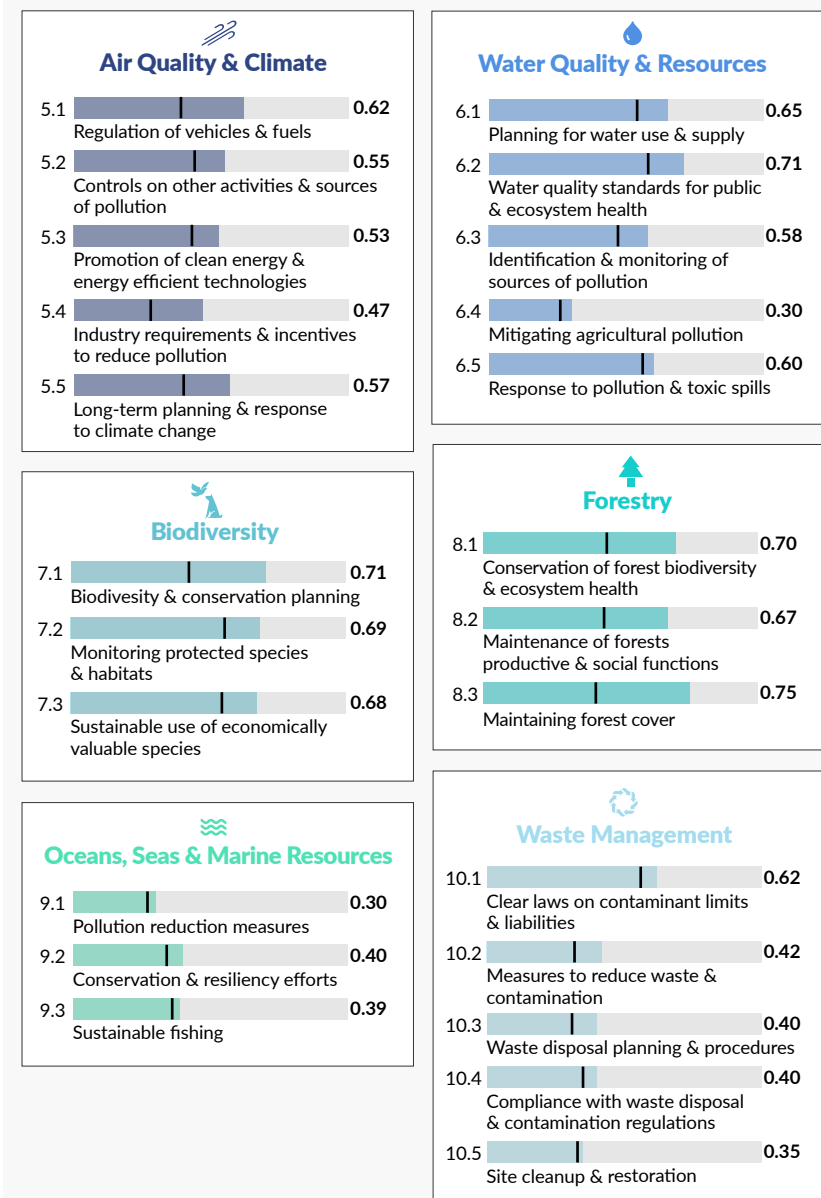 Air Quality & Climate
5.1 0.62
Regulation of vehicles & fuels
5.2 0.55
Controls on other activities & sources
of pollution
5.3 0.53
Promotion of clean energy &
energy efficient technologies
5.4 0.47
Industry requirements & incentives
to reduce pollution
5.5 0.57
Long-term planning & response
to climate change
Water Quality & Resources
6.1 0.65
Planning for water use & supply
6.2 0.71
Water quality standards for public
& ecosystem health
6.3 0.58
Identification & monitoring of
sources of pollution
6.4 0.30
Mitigating agricultural pollution
6.5 0.60
Response to pollution & toxic spills
Biodiversity
7.1 0.71
Biodivesity & conservation planning
7.2 0.69
Monitoring protected species
& habitats
7.3 0.68
Sustainable use of economically
valuable species
Forestry
8.1 0.70
Conservation of forest biodiversity
& ecosystem health
8.2 0.67
Maintenance of forests
productive & social functions
8.3 0.75
Maintaining forest cover
Oceans, Seas & Marine Resources
9.1 0.30
Pollution reduction measures
9.2 0.40
Conservation & resiliency efforts
9.3 0.39
Sustainable fishing
Waste Management
10.1 0.62
Clear laws on contaminant limits
& liabilities
10.2 0.42
Measures to reduce waste &
contamination
10.3 0.40
Waste disposal planning & procedures
10.4 0.40
Compliance with waste disposal
& contamination regulations
10.5 0.35
Site cleanup & restoration